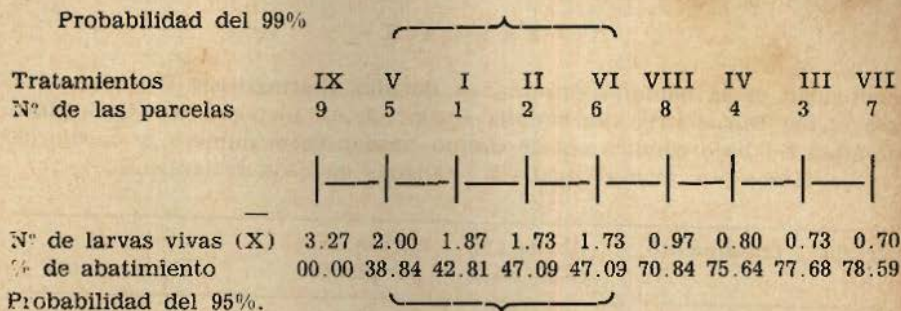 Probabilidad del 99%
Tratamientos IX V I II VI VIII IV III VII
Nº de las parcelas 9 5 1 2 6 8 4 3 7
Nº de larvas vivas (X̅) 3.27 2.00 1.87 1.73 1.73 0.97 0.80 0.73 0.70
% de abatimiento 00.00 38.84 42.81 47.09 47.09 70.84 75.64 77.68 78.59
Probabilidad del 95%.